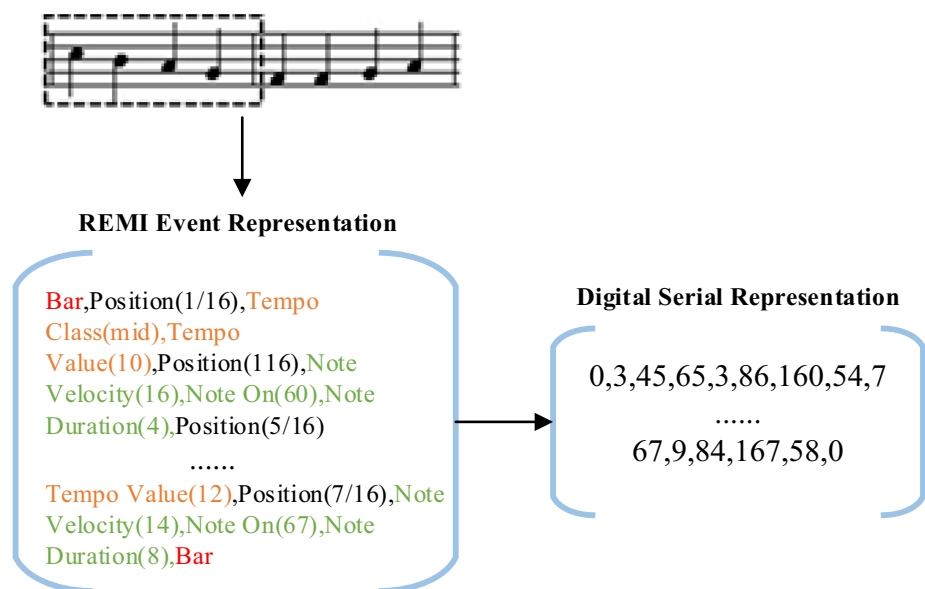 REMI Event Representation
Bar,Position(1/16),Tempo
Class(mid),Tempo
Value(10),Position(116),Note
Velocity(16),Note On(60),Note
Duration(4),Position(5/16)
......
Tempo Value(12),Position(7/16),Note
Velocity(14),Note On(67),Note
Duration(8),Bar
Digital Serial Representation
0,3,45,65,3,86,160,54,7
......
67,9,84,167,58,0